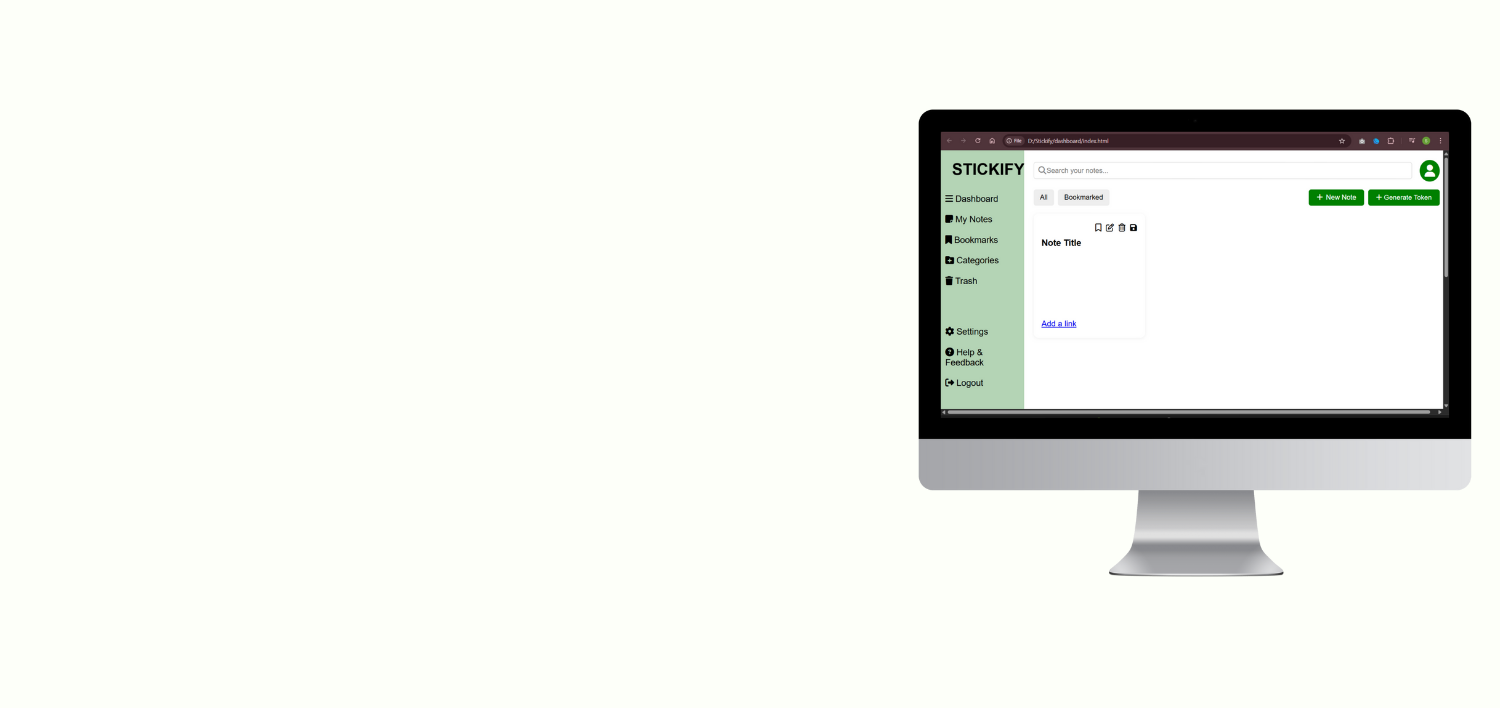 File
E:/Stickify/dashboard/index.html
STICKIFY
Search your notes...
Dashboard
My Notes
Bookmarks
Categories
Trash
Settings
Help &
Feedback
Logout
All
Bookmarked
+ New Note
+ Generate Token
Note Title
Add a link